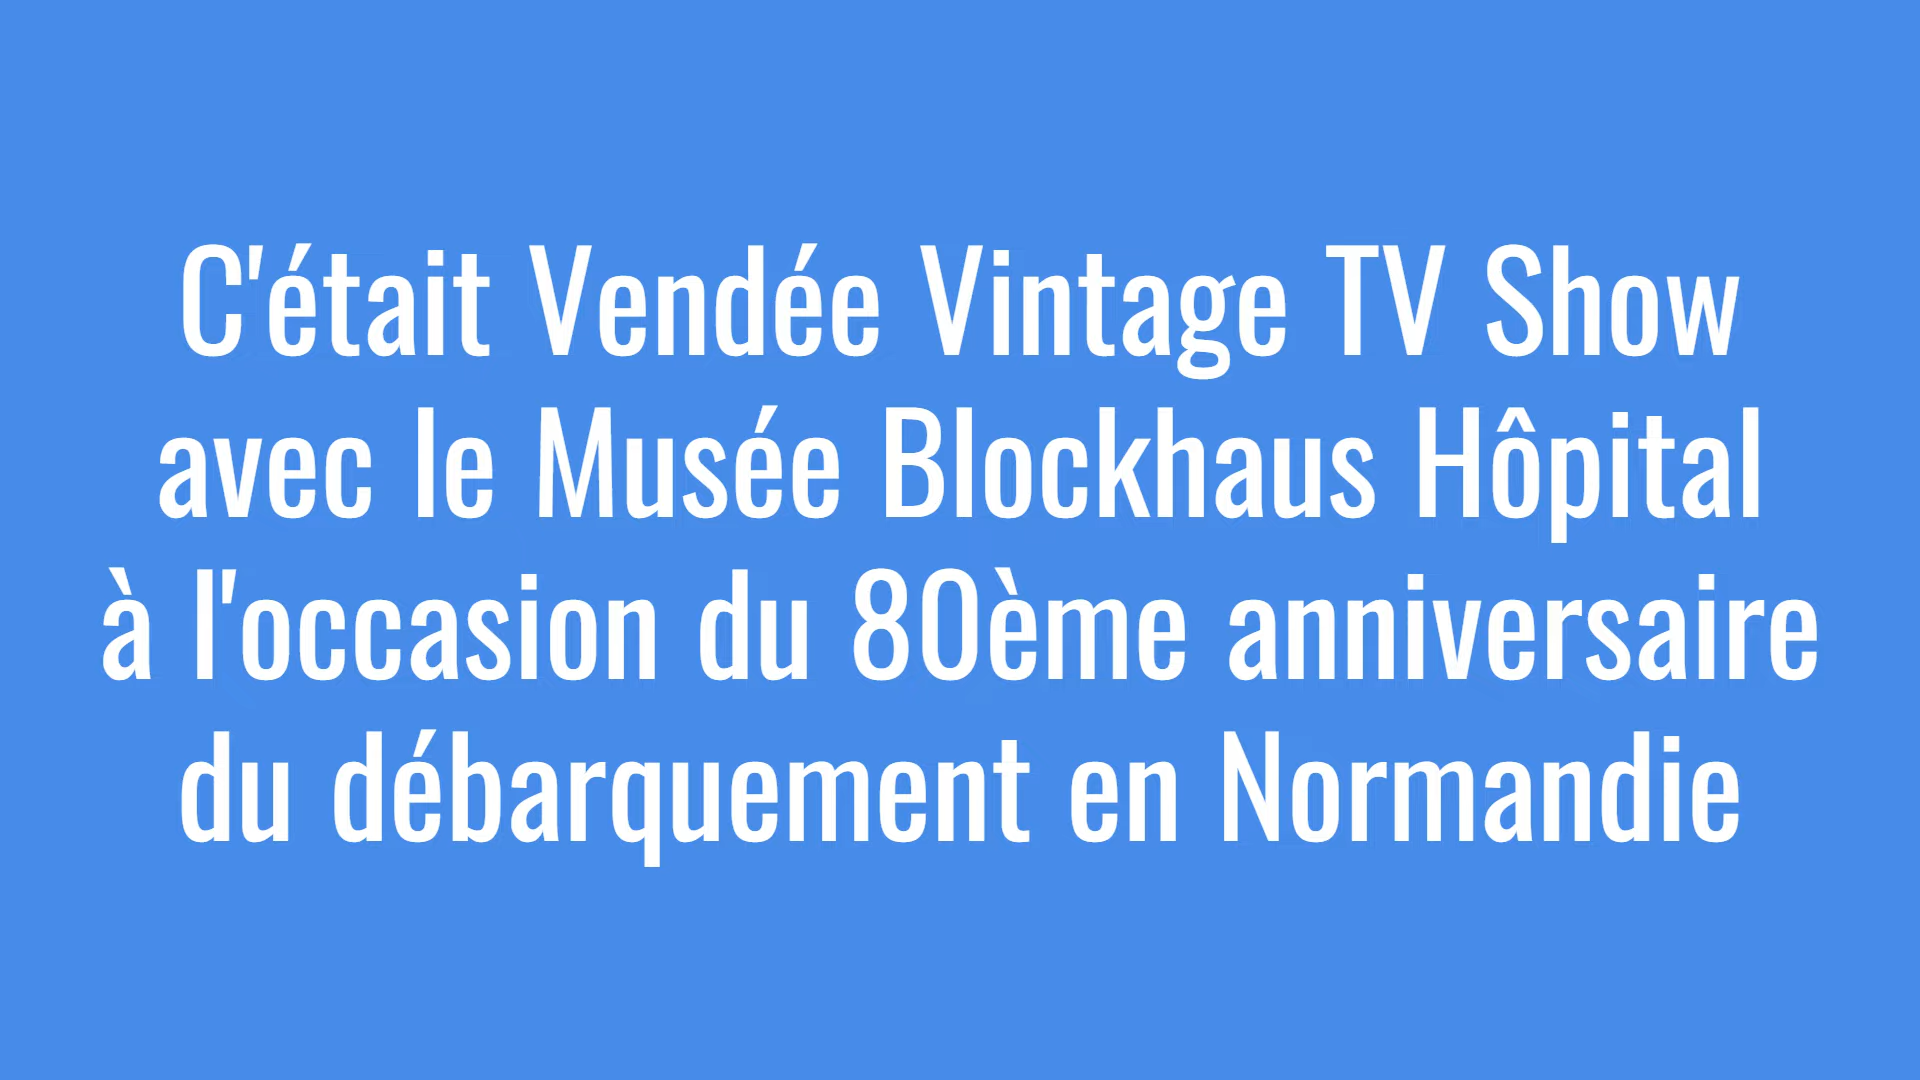 C'était Vendée Vintage TV Show
avec le Musée Blockhaus Hôpital
à l'occasion du 80ème anniversaire
du débarquement en Normandie